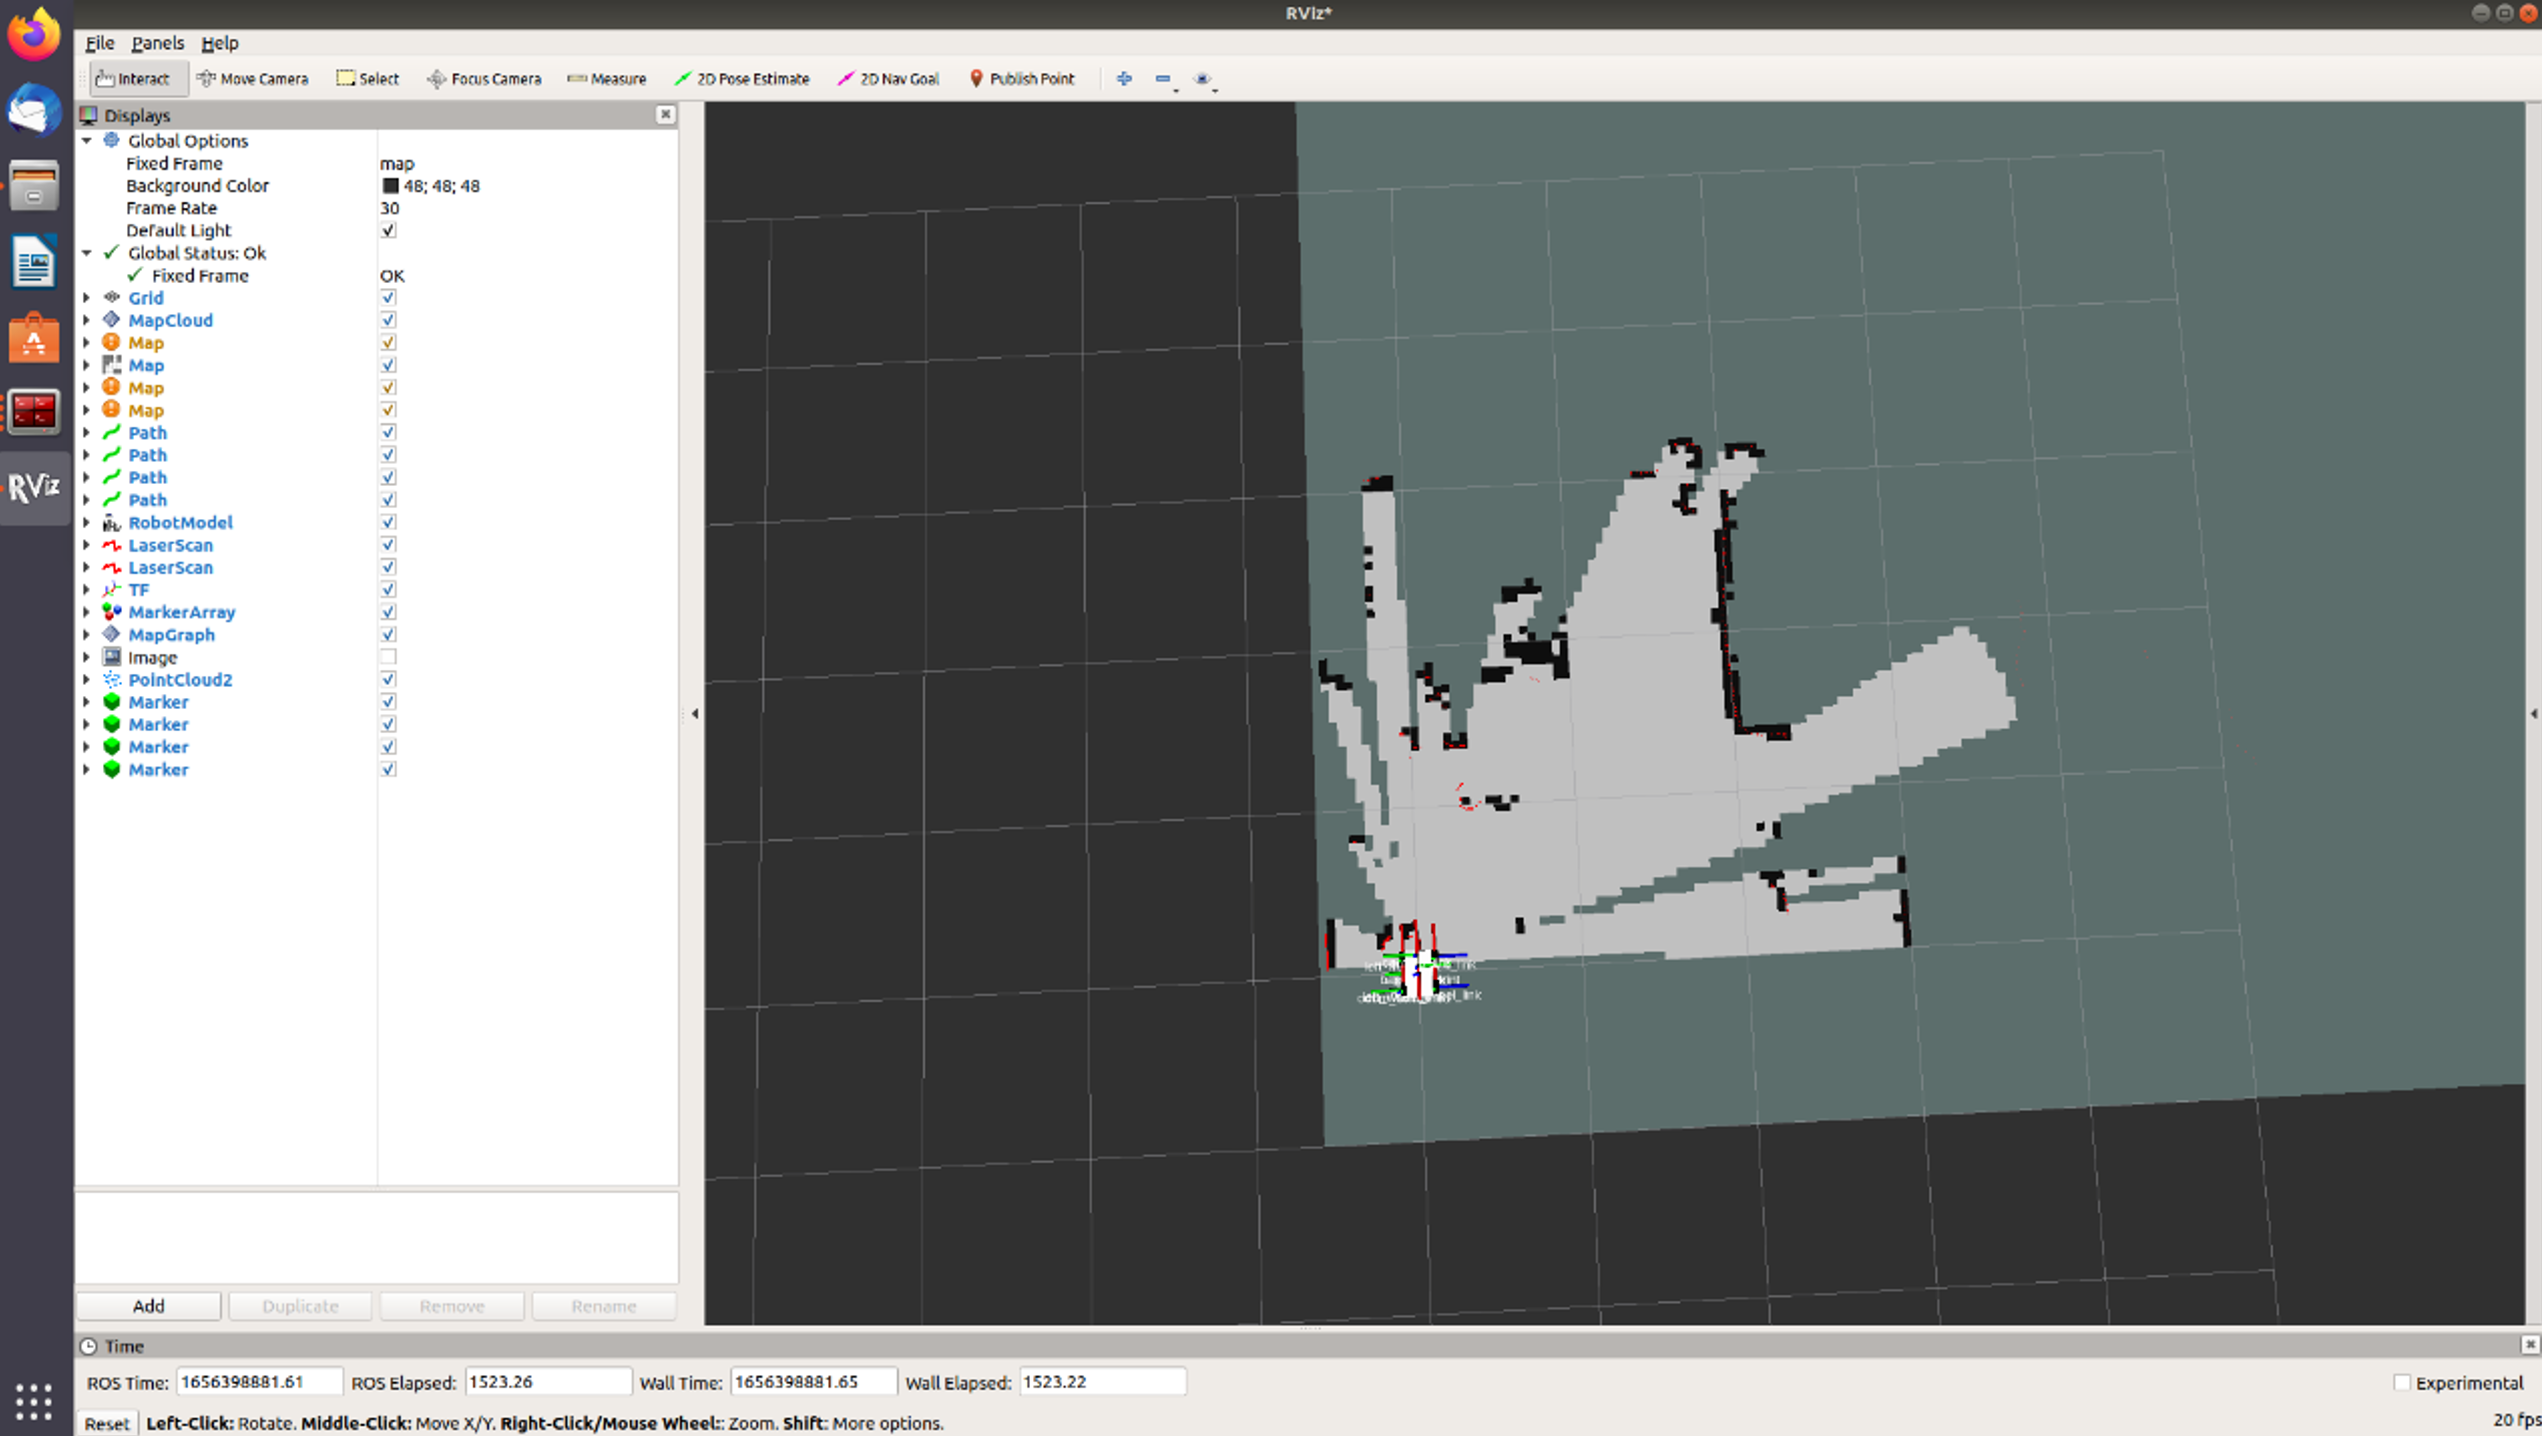 RViz*
File Panels Help
Interact Move Camera Select Focus Camera Measure 2D Pose Estimate 2D Nav Goal Publish Point
Displays
Global Options
Fixed Frame map
Background Color 48; 48; 48
Frame Rate 30
Default Light
Global Status: Ok
Fixed Frame OK
Grid
MapCloud
Map
Map
Map
Map
Path
Path
Path
Path
RobotModel
LaserScan
LaserScan
TF
MarkerArray
MapGraph
Image
PointCloud2
Marker
Marker
Marker
Marker
RViz
Add Duplicate Remove Rename
Time
ROS Time: 1656398881.61 ROS Elapsed: 1523.26 Wall Time: 1656398881.65 Wall Elapsed: 1523.22 Experimental
Reset Left-Click: Rotate. Middle-Click: Move X/Y. Right-Click/Mouse Wheel:: Zoom. Shift: More options. 20 fps